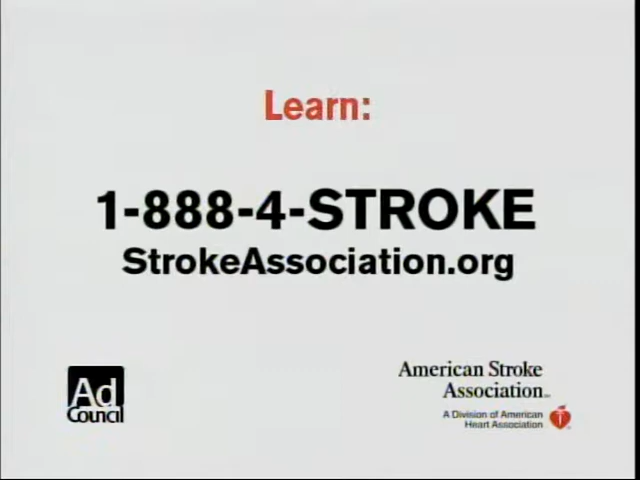 Learn:
1-888-4-STROKE
StrokeAssociation.org
Ad
Council
American Stroke
Association
A Division of American
Heart Association